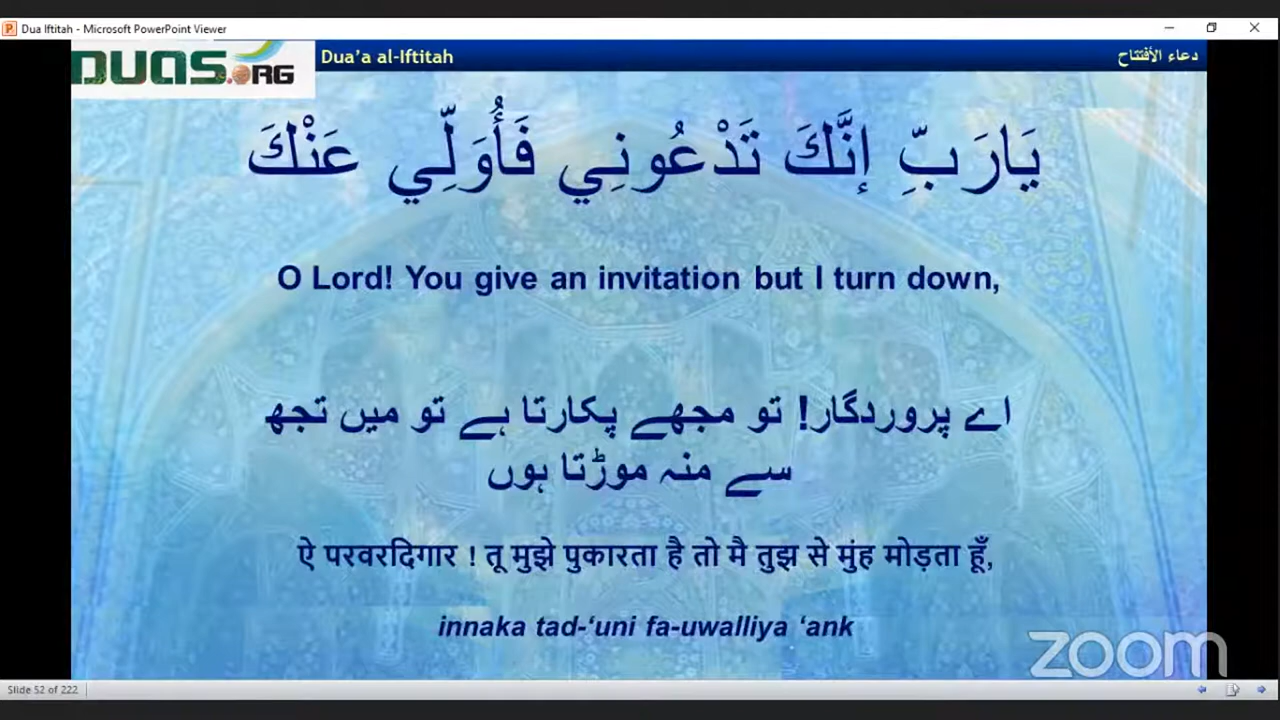 Dua Iftitah - Microsoft PowerPoint Viewer
DUAS.ORG
Dua’a al-Iftitah
دعاء الأفتتاح
يَارَبِّ إِنَّكَ تَدْعُونِي فَأُوَلِّي عَنْكَ
O Lord! You give an invitation but I turn down,
اے پروردگار! تو مجھے پکارتا ہے تو میں تجھ
سے منہ موڑتا ہوں
ऐ परवरदिगार ! तू मुझे पुकारता है तो मै तुझ से मुंह मोड़ता हूँ,
innaka tad-‘uni fa-uwalliya ‘ank
zoom
Slide 52 of 222